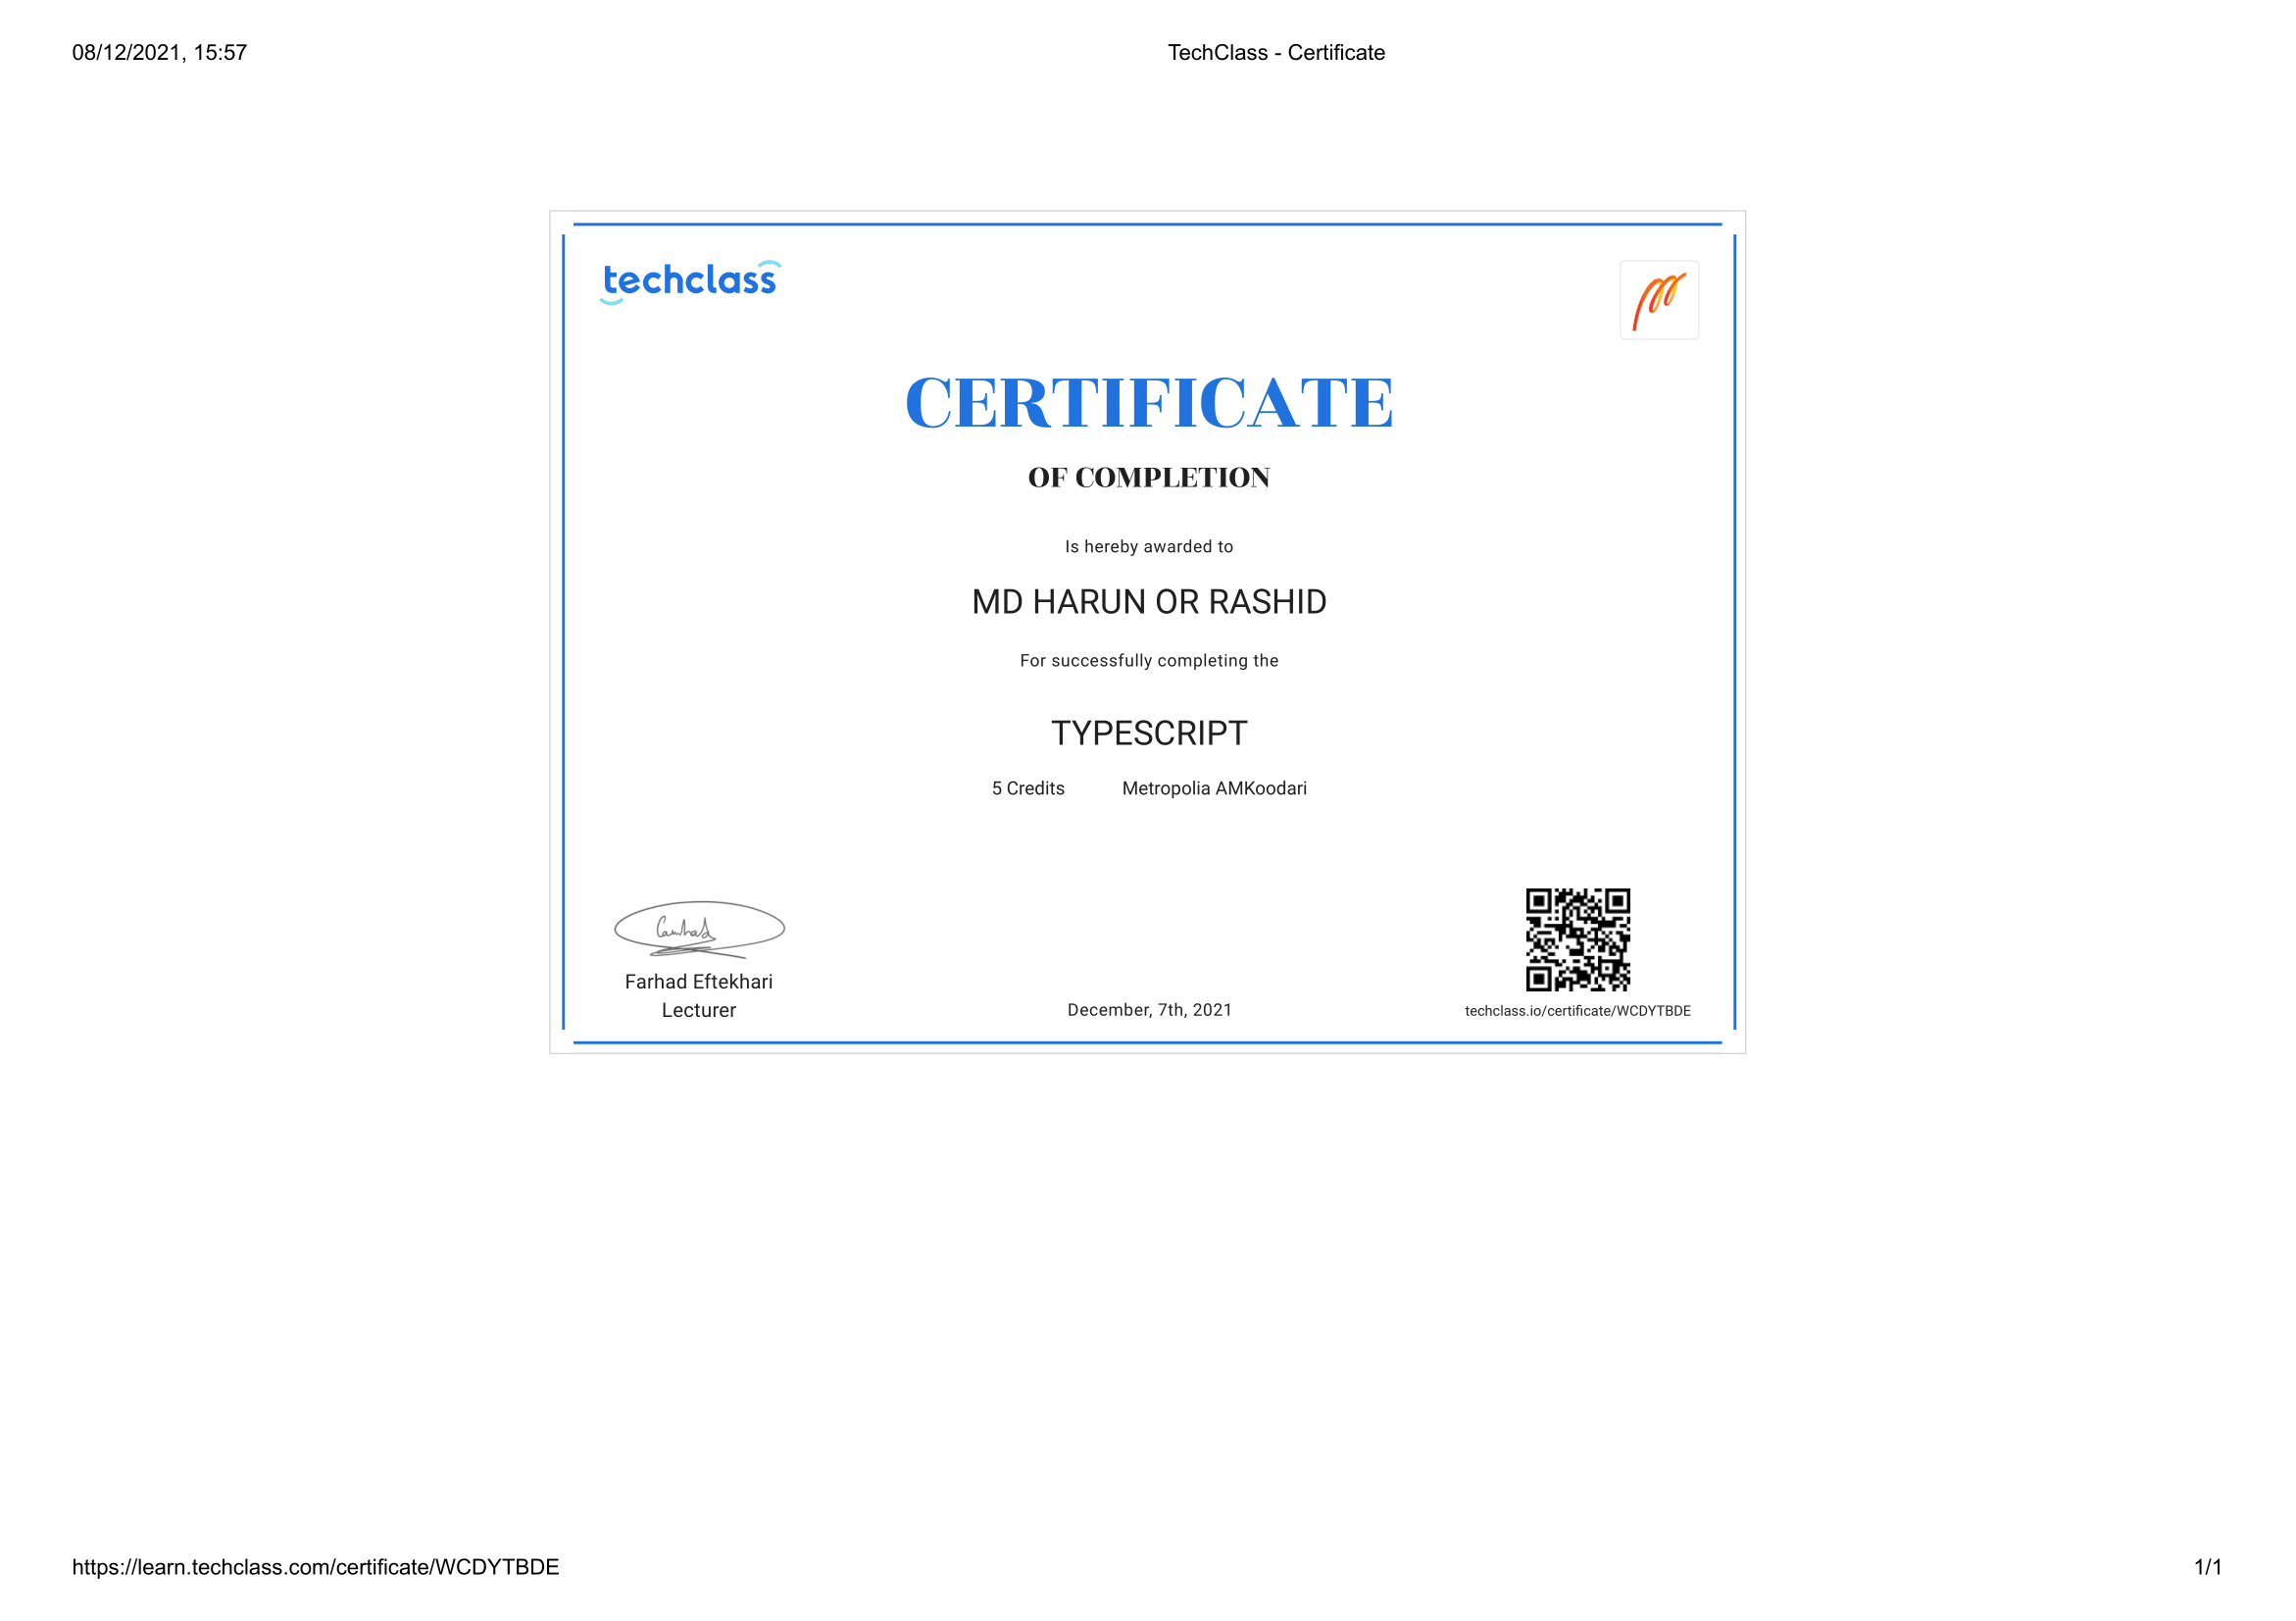 08/12/2021, 15:57
TechClass - Certificate
techclass
CERTIFICATE
OF COMPLETION
Is hereby awarded to
MD HARUN OR RASHID
For successfully completing the
TYPESCRIPT
5 Credits Metropolia AMKoodari
Farhad Eftekhari
Lecturer
December, 7th, 2021
techclass.io/certificate/WCDYTBDE
https://learn.techclass.com/certificate/WCDYTBDE
1/1